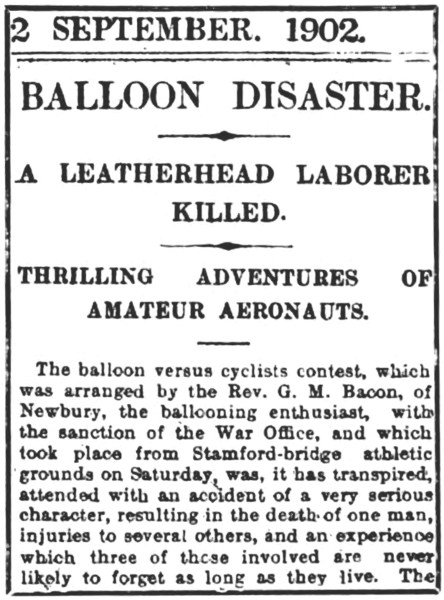 2 SEPTEMBER. 1902.
BALLOON DISASTER.
A LEATHERHEAD LABORER
KILLED.
THRILLING ADVENTURES OF
AMATEUR AERONAUTS.
The balloon versus cyclists contest, which
was arranged by the Rev. G. M. Bacon, of
Newbury, the ballooning enthusiast, with
the sanction of the War Office, and which
took place from Stamford-bridge athletic
grounds on Saturday, was, it has transpired,
attended with an accident of a very serious
character, resulting in the death of one man,
injuries to several others, and an experience
which three of those involved are never
likely to forget as long as they live. The